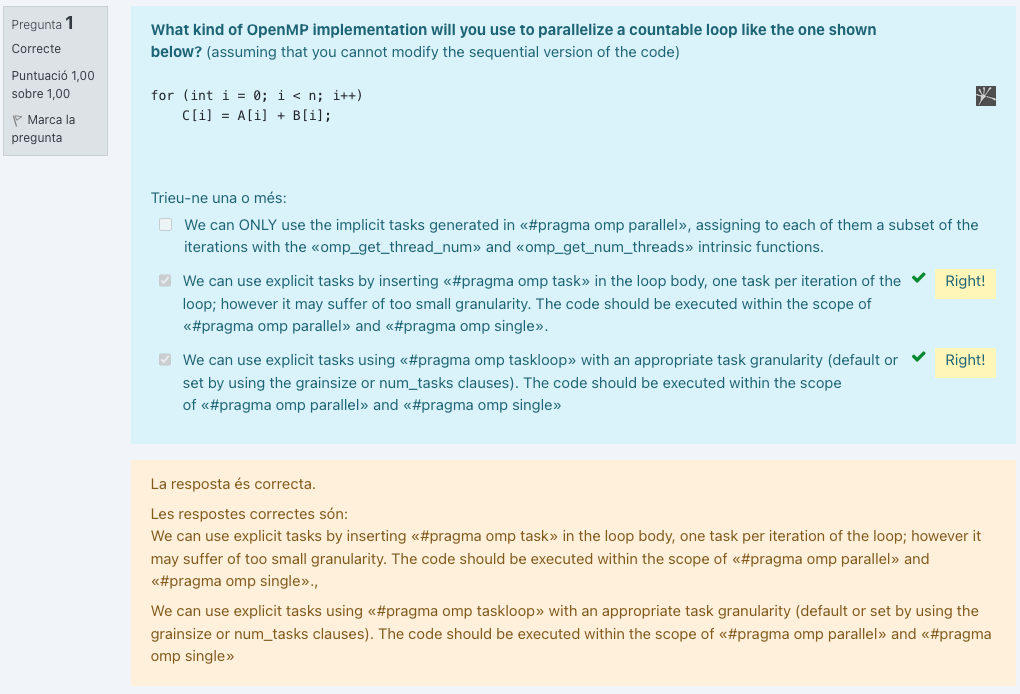 Pregunta 1
Correcte
Puntuació 1,00
sobre 1,00
Marca la
pregunta
What kind of OpenMP implementation will you use to parallelize a countable loop like the one shown
below? (assuming that you cannot modify the sequential version of the code)
for (int i = 0; i < n; i++)
    C[i] = A[i] + B[i];
Trieu-ne una o més:
We can ONLY use the implicit tasks generated in «#pragma omp parallel», assigning to each of them a subset of the
iterations with the «omp_get_thread_num» and «omp_get_num_threads» intrinsic functions.
We can use explicit tasks by inserting «#pragma omp task» in the loop body, one task per iteration of the
loop; however it may suffer of too small granularity. The code should be executed within the scope of
«#pragma omp parallel» and «#pragma omp single».
Right!
We can use explicit tasks using «#pragma omp taskloop» with an appropriate task granularity (default or
set by using the grainsize or num_tasks clauses). The code should be executed within the scope
of «#pragma omp parallel» and «#pragma omp single»
Right!
La resposta és correcta.
Les respostes correctes són:
We can use explicit tasks by inserting «#pragma omp task» in the loop body, one task per iteration of the loop; however it
may suffer of too small granularity. The code should be executed within the scope of «#pragma omp parallel» and
«#pragma omp single».,
We can use explicit tasks using «#pragma omp taskloop» with an appropriate task granularity (default or set by using the
grainsize or num_tasks clauses). The code should be executed within the scope of «#pragma omp parallel» and «#pragma
omp single»